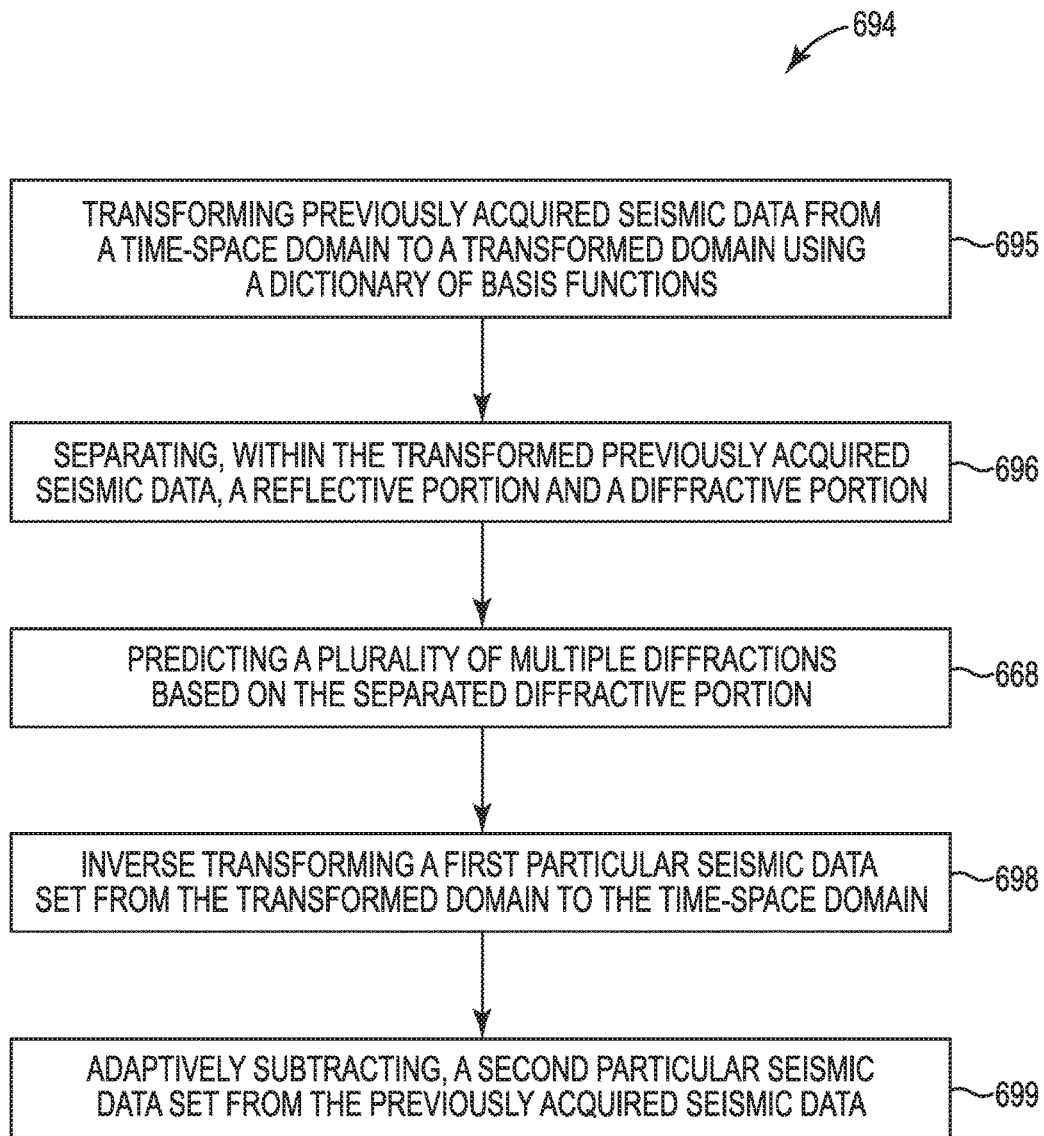 694
TRANSFORMING PREVIOUSLY ACQUIRED SEISMIC DATA FROM
A TIME-SPACE DOMAIN TO A TRANSFORMED DOMAIN USING
A DICTIONARY OF BASIS FUNCTIONS
695
SEPARATING, WITHIN THE TRANSFORMED PREVIOUSLY ACQUIRED
SEISMIC DATA, A REFLECTIVE PORTION AND A DIFFRACTIVE PORTION
696
PREDICTING A PLURALITY OF MULTIPLE DIFFRACTIONS
BASED ON THE SEPARATED DIFFRACTIVE PORTION
668
INVERSE TRANSFORMING A FIRST PARTICULAR SEISMIC DATA
SET FROM THE TRANSFORMED DOMAIN TO THE TIME-SPACE DOMAIN
698
ADAPTIVELY SUBTRACTING, A SECOND PARTICULAR SEISMIC
DATA SET FROM THE PREVIOUSLY ACQUIRED SEISMIC DATA
699